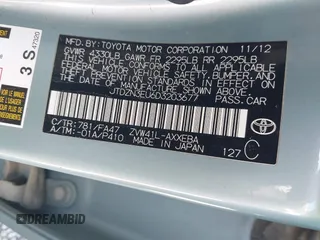 MFD. BY: TOYOTA MOTOR CORPORATION 11/12
GVWR 4330LB GAWR FR 2295LB RR 2295LB
THIS VEHICLE CONFORMS TO ALL APPLICABLE
FEDERAL MOTOR VEHICLE SAFETY AND
THEFT PREVENTION STANDARDS IN EFFECT ON THE DATE
OF MANUFACTURE SHOWN ABOVE.
PASS. CAR
C/TR: 781/FA47 ZVW41L-AXXEBA
A/TM: -01A/P410 MADE IN JAPAN
127 C
3 S
47320
DREAMBID